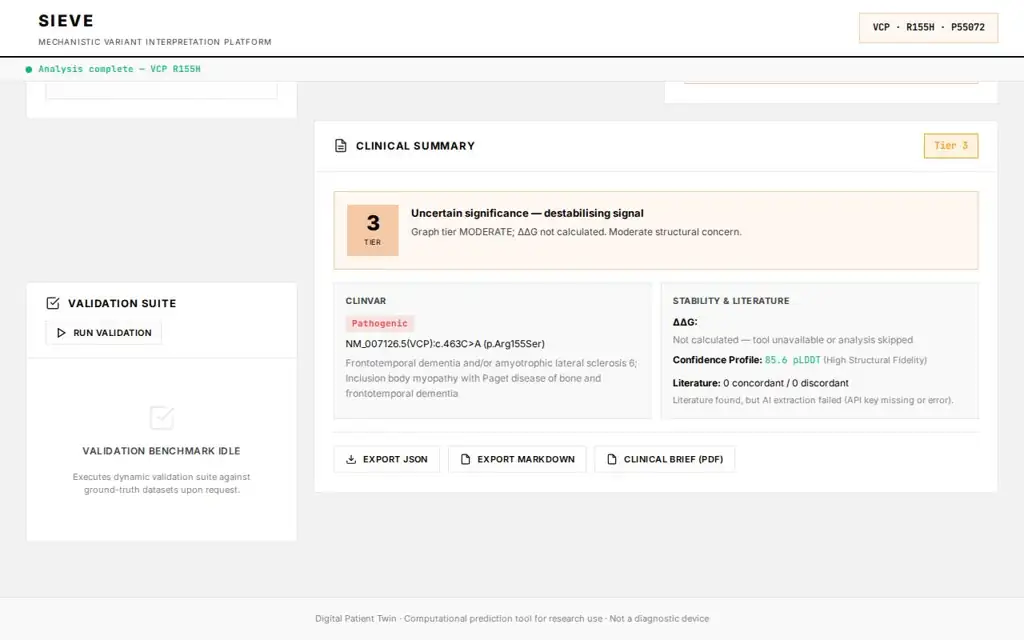 SIEVE
MECHANISTIC VARIANT INTERPRETATION PLATFORM
VCP · R155H · P55072
Analysis complete — VCP R155H
CLINICAL SUMMARY
Tier 3
3
TIER
Uncertain significance — destabilising signal
Graph tier MODERATE; ΔΔG not calculated. Moderate structural concern.
CLINVAR
Pathogenic
NM_007126.5(VCP):c.463C>A (p.Arg155Ser)
Frontotemporal dementia and/or amyotrophic lateral sclerosis 6;
Inclusion body myopathy with Paget disease of bone and
frontotemporal dementia
STABILITY & LITERATURE
ΔΔG:
Not calculated — tool unavailable or analysis skipped
Confidence Profile: 85.6 pLDDT (High Structural Fidelity)
Literature: 0 concordant / 0 discordant
Literature found, but AI extraction failed (API key missing or error).
EXPORT JSON
EXPORT MARKDOWN
CLINICAL BRIEF (PDF)
VALIDATION SUITE
RUN VALIDATION
VALIDATION BENCHMARK IDLE
Executes dynamic validation suite against
ground-truth datasets upon request.
Digital Patient Twin · Computational prediction tool for research use · Not a diagnostic device